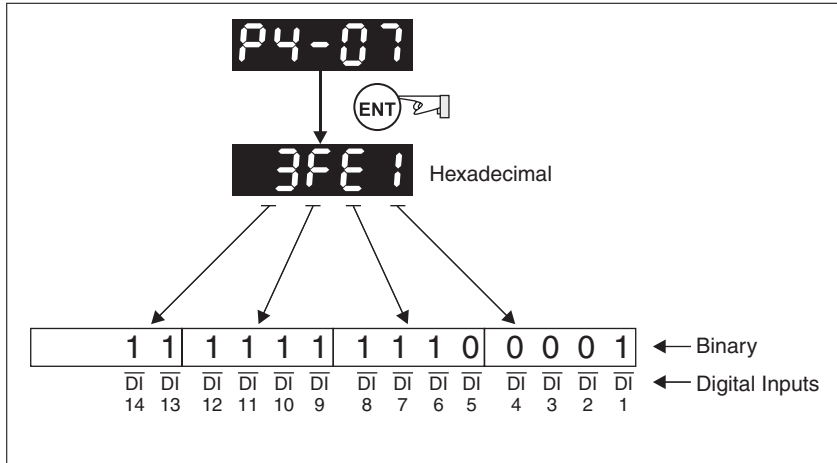 P4-07
ENT
3FE1 Hexadecimal
1 1 1 1 1 1 1 1 1 0 0 0 0 1 Binary
DI DI DI DI DI DI DI DI DI DI DI DI DI DI Digital Inputs
14 13 12 11 10 9 8 7 6 5 4 3 2 1